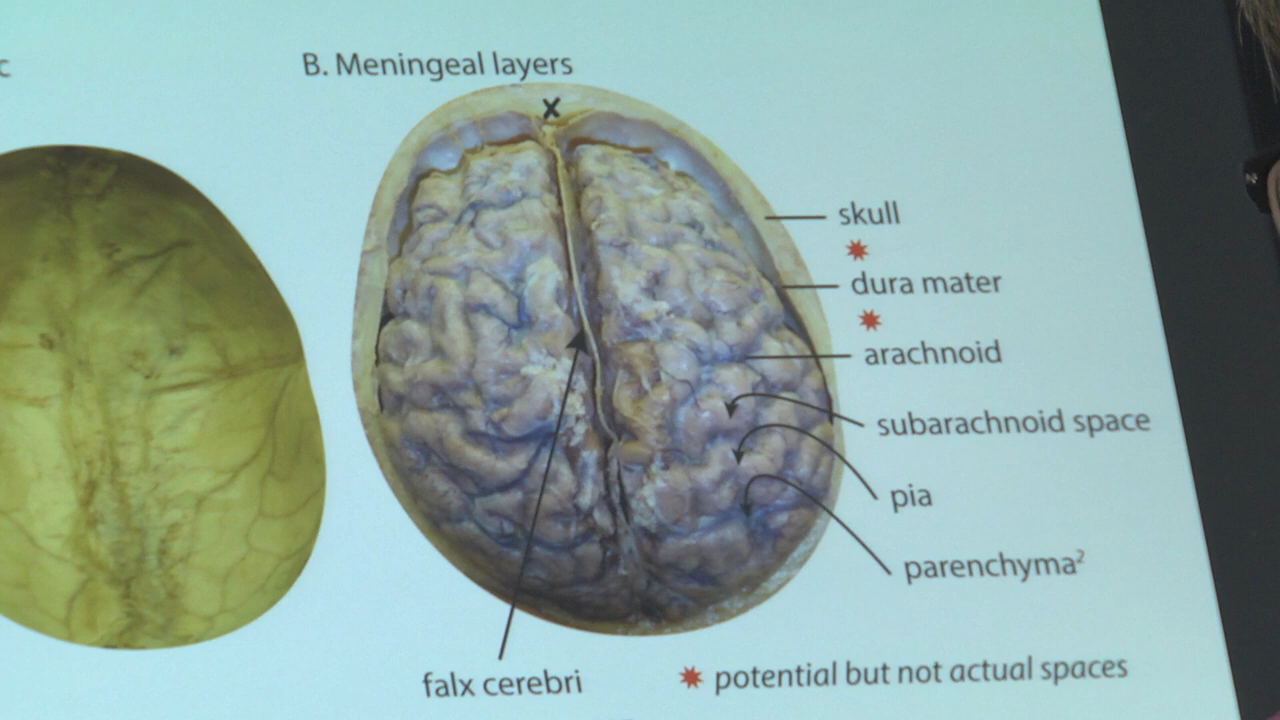 c
B. Meningeal layers
x
skull
dura mater
arachnoid
subarachnoid space
pia
parenchyma²
falx cerebri
potential but not actual spaces